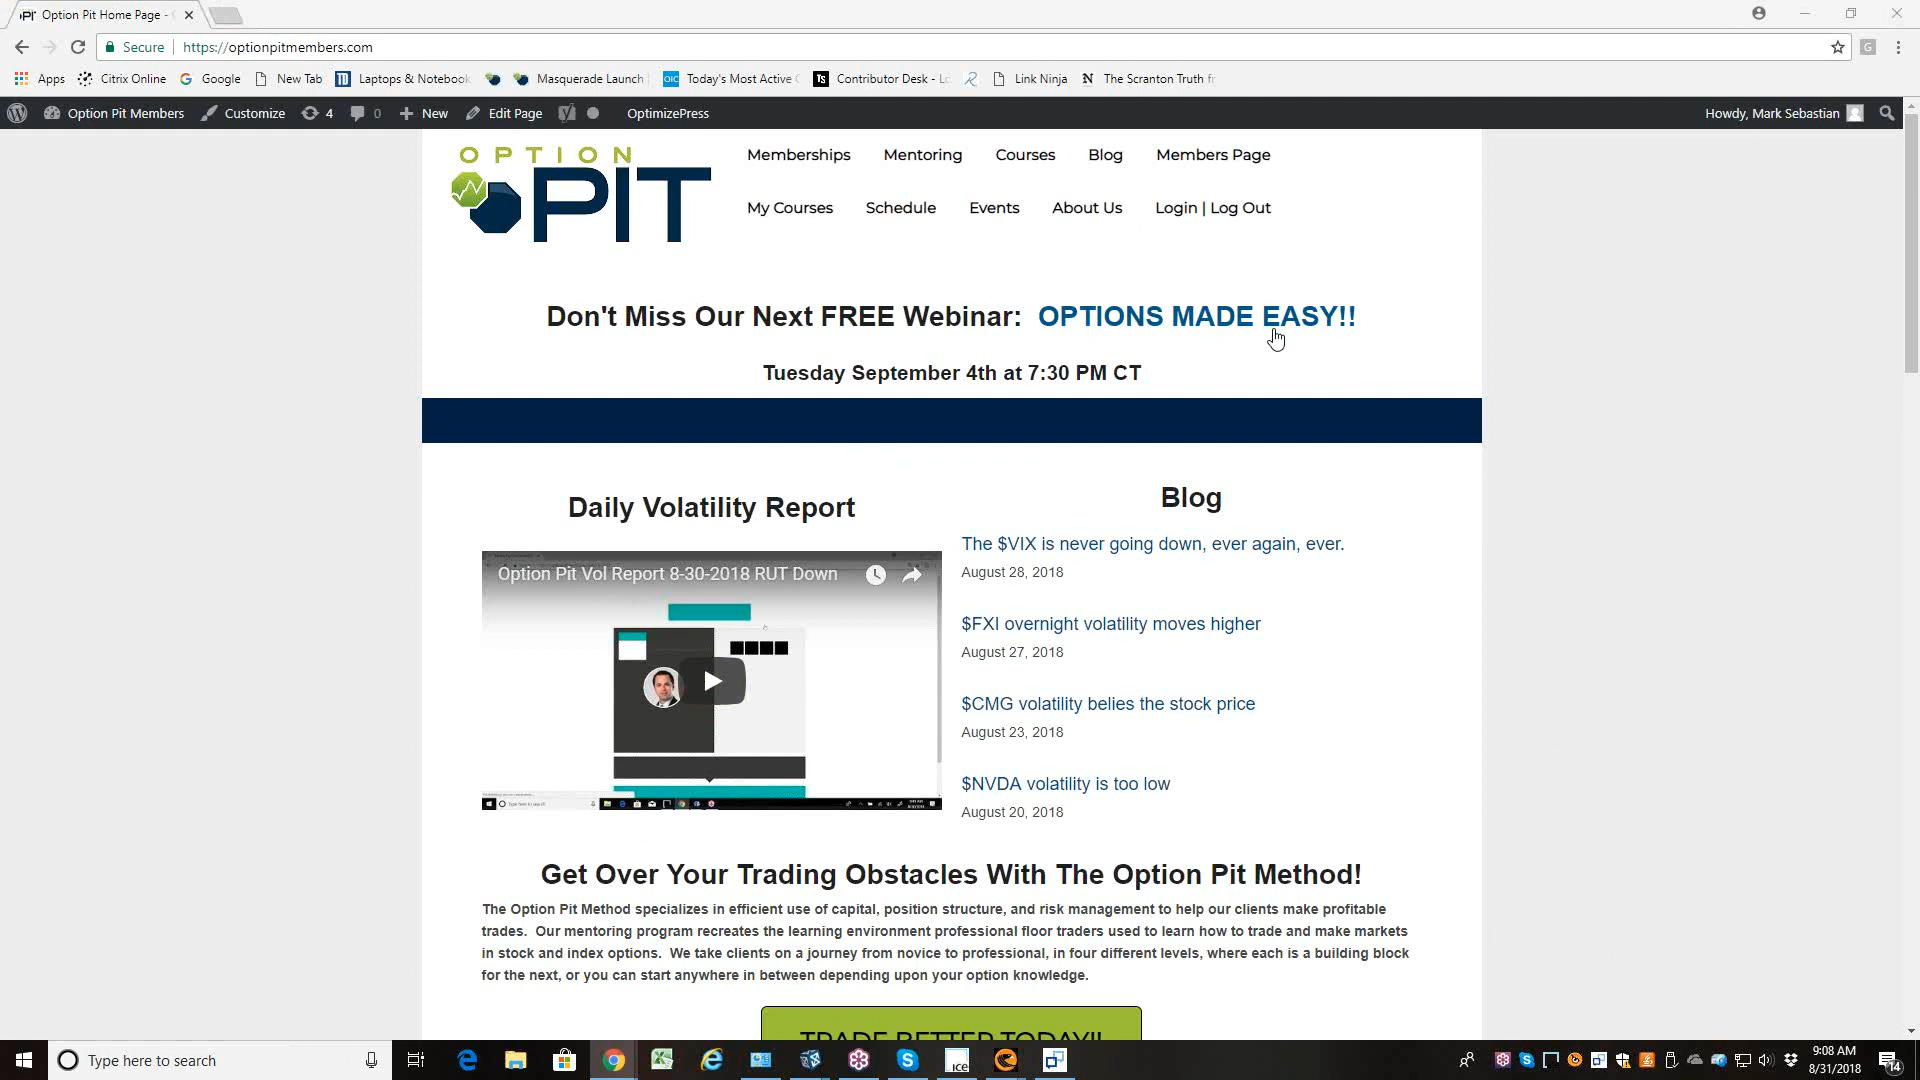 Option Pit Home Page -
Secure https://optionpitmembers.com
Apps Citrix Online Google New Tab Laptops & Notebook Masquerade Launch Today's Most Active Contributor Desk - Lo Link Ninja The Scranton Truth
Option Pit Members Customize 4 0 New Edit Page OptimizePress Howdy, Mark Sebastian
OPTION
PIT
Memberships Mentoring Courses Blog Members Page
My Courses Schedule Events About Us Login | Log Out
Don't Miss Our Next FREE Webinar: OPTIONS MADE EASY!!
Tuesday September 4th at 7:30 PM CT
Daily Volatility Report
Option Pit Vol Report 8-30-2018 RUT Down
Blog
The $VIX is never going down, ever again, ever.
August 28, 2018
$FXI overnight volatility moves higher
August 27, 2018
$CMG volatility belies the stock price
August 23, 2018
$NVDA volatility is too low
August 20, 2018
Get Over Your Trading Obstacles With The Option Pit Method!
The Option Pit Method specializes in efficient use of capital, position structure, and risk management to help our clients make profitable
trades. Our mentoring program recreates the learning environment professional floor traders used to learn how to trade and make markets
in stock and index options. We take clients on a journey from novice to professional, in four different levels, where each is a building block
for the next, or you can start anywhere in between depending upon your option knowledge.
TRADE BETTER TODAY!!
Type here to search
ICE
9:08 AM
8/31/2018
14